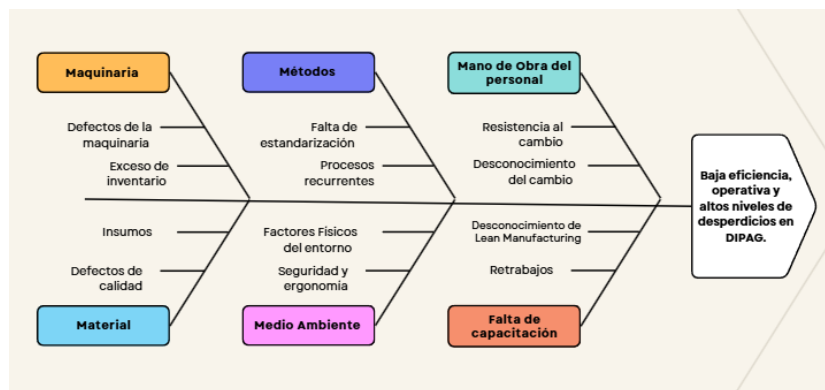 Maquinaria
Métodos
Mano de Obra del
personal
Defectos de la
maquinaria
Exceso de
inventario
Falta de
estandarización
Procesos
recurrentes
Resistencia al
cambio
Desconocimiento
del cambio
Baja eficiencia,
operativa y
altos niveles de
desperdicios en
DIPAG.
Insumos
Defectos de
calidad
Factores Físicos
del entorno
Seguridad y
ergonomía
Desconocimiento de
Lean Manufacturing
Retrabajos
Material
Medio Ambiente
Falta de
capacitación